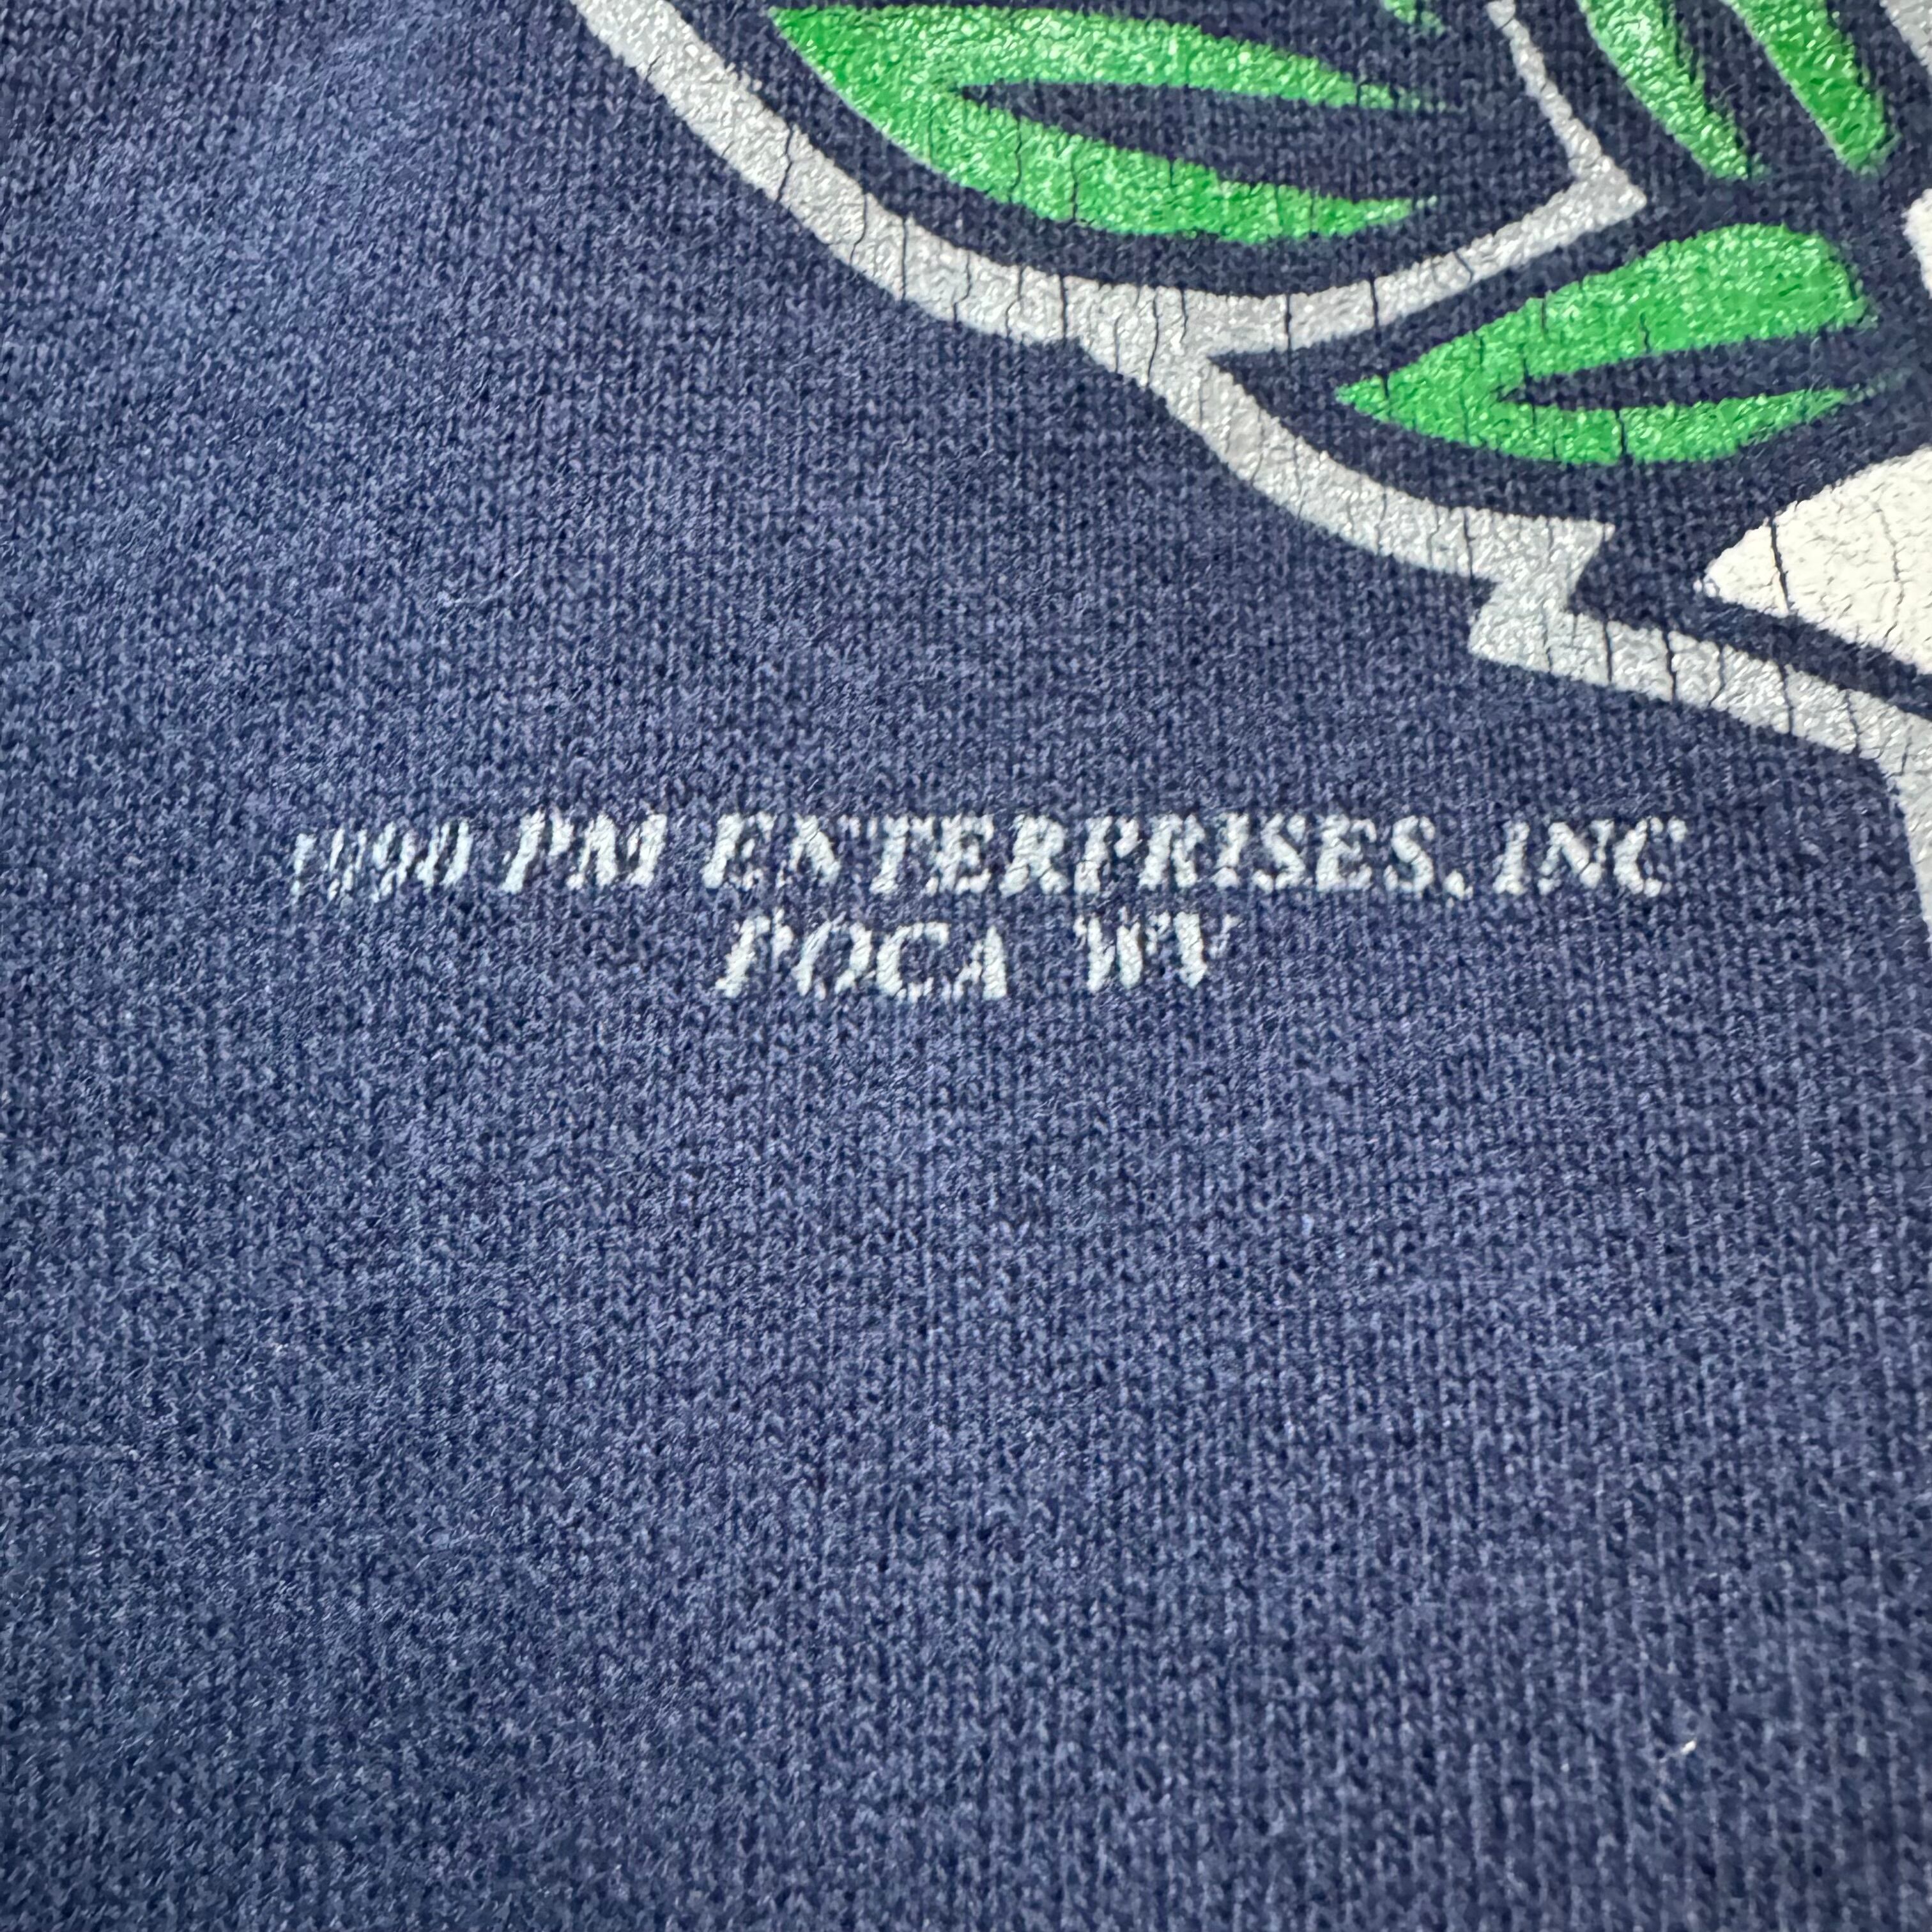 1990 PM ENTERPRISES, INC
POCA WV